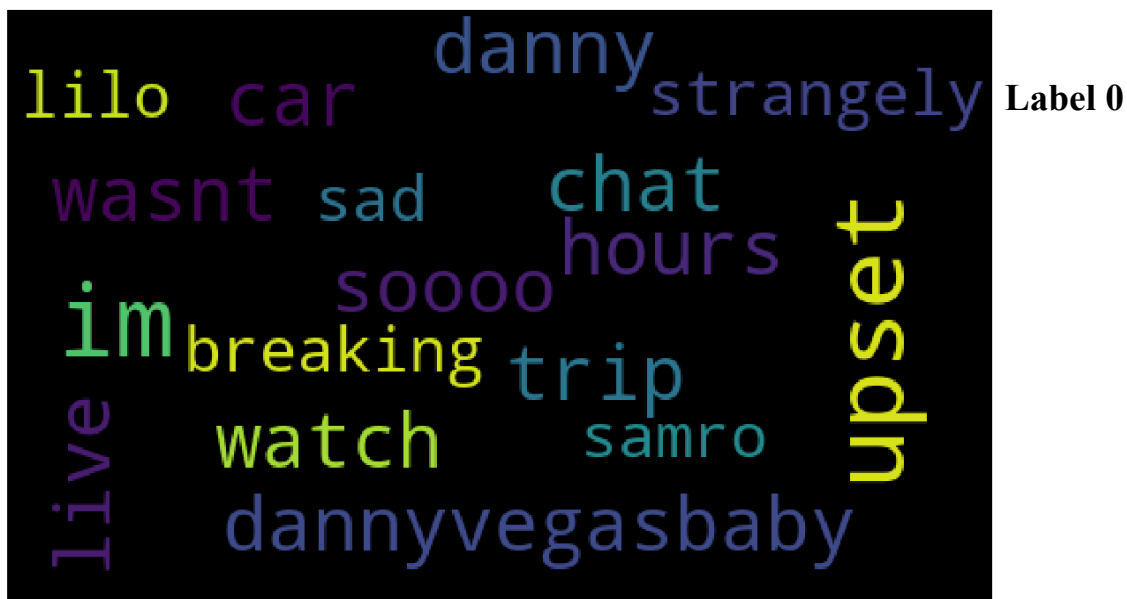 danny
lilo car strangely Label 0
wasnt sad chat
hours
upset
soooo
im
breaking trip
live
watch samro
dannyvegasbaby